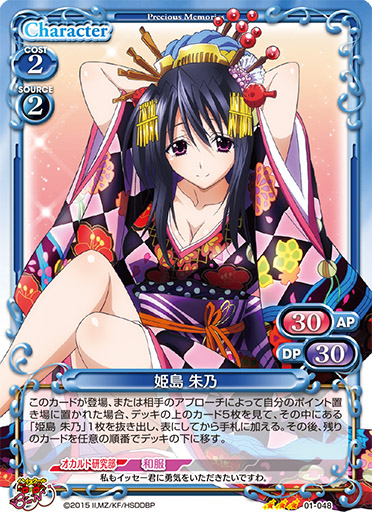 Precious Memories
Character
COST
2
SOURCE
2
30 AP
DP 30
姫島 朱乃
このカードが登場、または相手のアプローチによって自分のポイント置
き場に置かれた場合、デッキの上のカード5枚を見て、その中にある
「姫島 朱乃」1枚を抜き出し、表にしてから手札に加える。その後、残り
のカードを任意の順番でデッキの下に移す。
オカルト研究部
和服
私もイッセー君に勇気をいただきたいですわ。
©2015 II,MZ/KF/HSDDBP
01-048